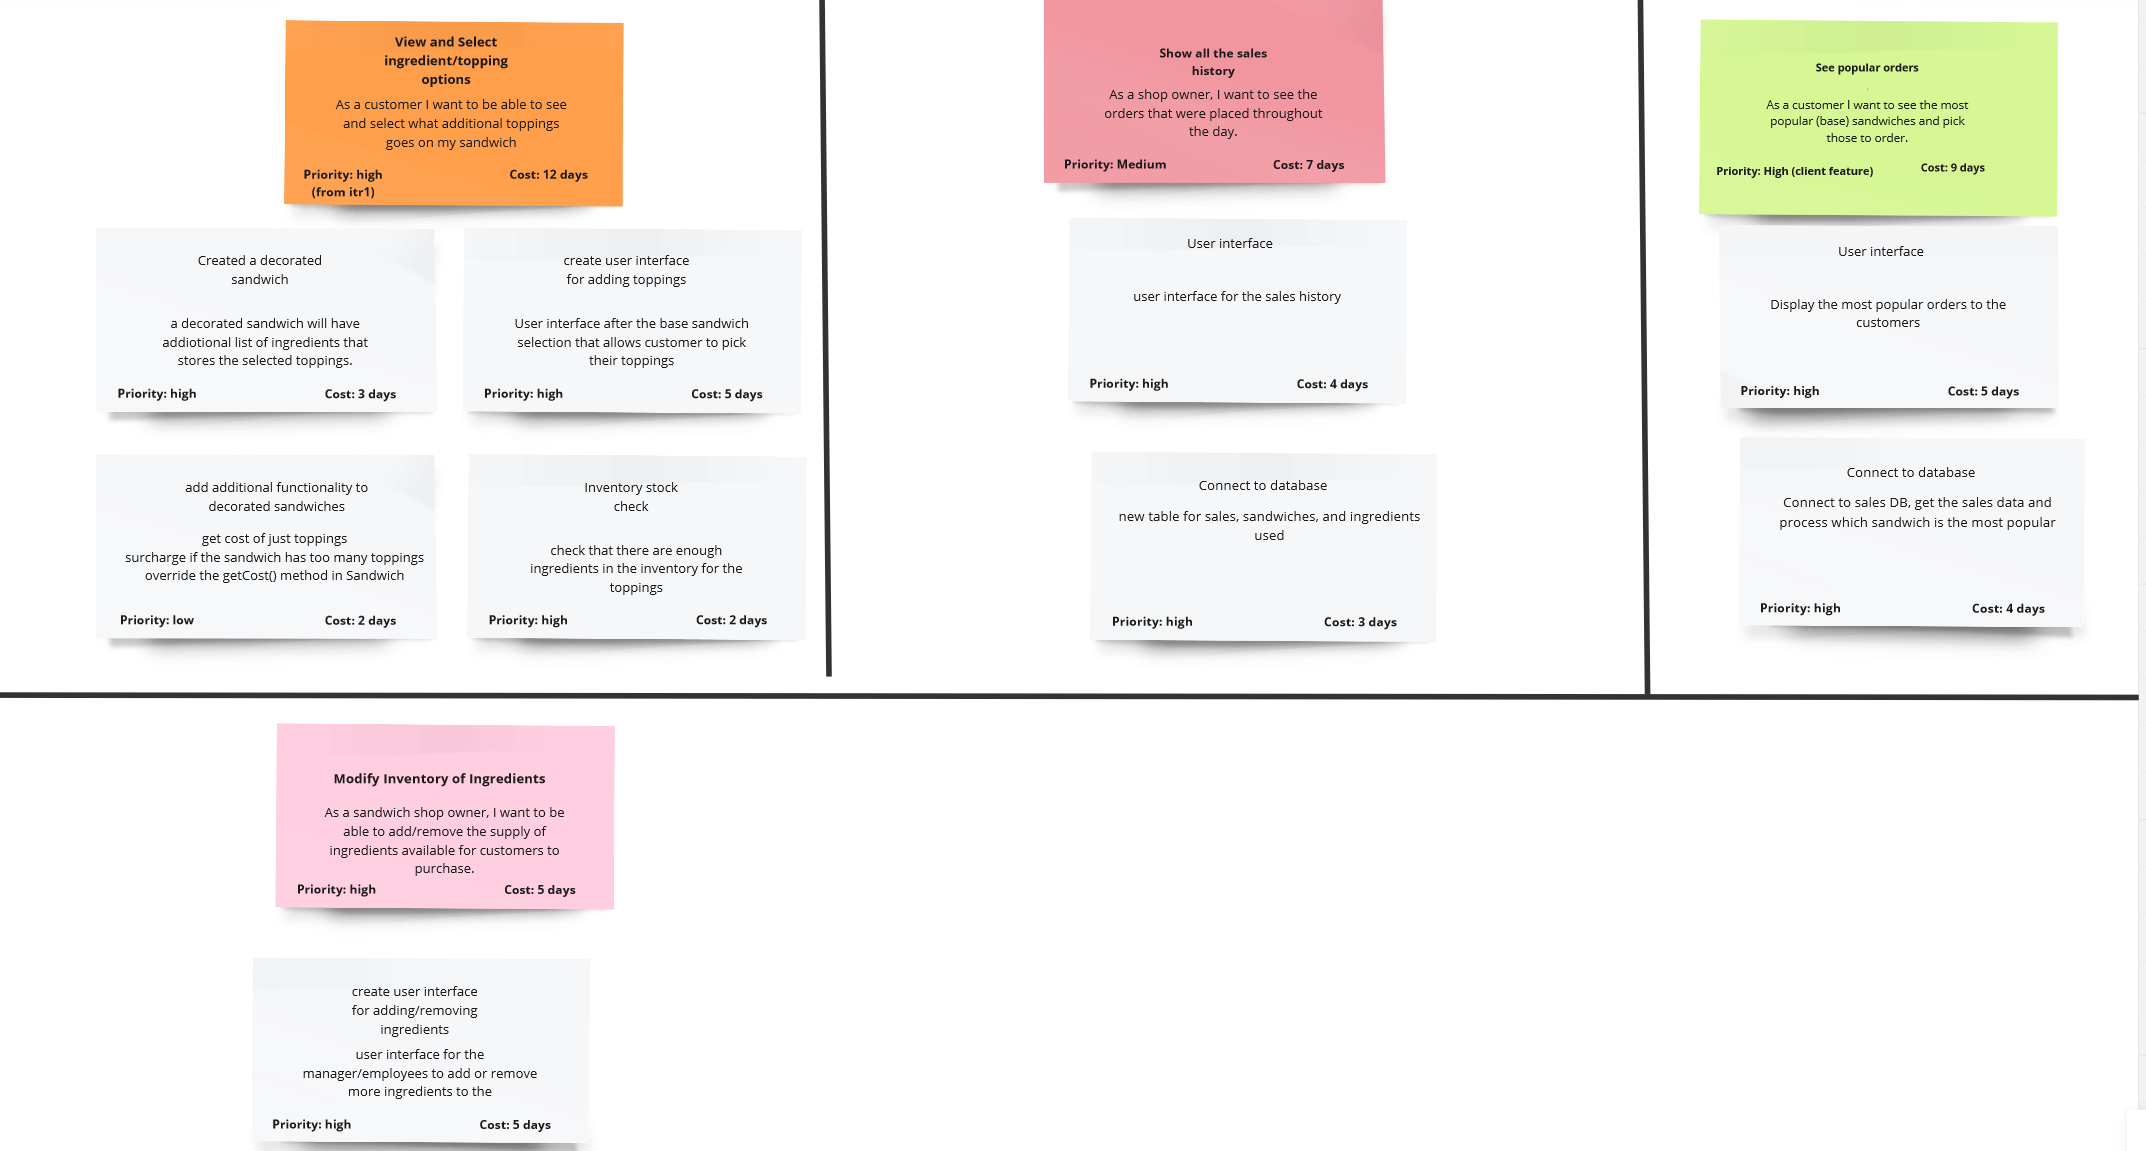 View and Select
ingredient/topping
options
As a customer I want to be able to see
and select what additional toppings
goes on my sandwich
Priority: high
(from itr1)
Cost: 12 days
Created a decorated
sandwich
a decorated sandwich will have
addiotional list of ingredients that
stores the selected toppings.
Priority: high
Cost: 3 days
create user interface
for adding toppings
User interface after the base sandwich
selection that allows customer to pick
their toppings
Priority: high
Cost: 5 days
add additional functionality to
decorated sandwiches
get cost of just toppings
surcharge if the sandwich has too many toppings
override the getCost() method in Sandwich
Priority: low
Cost: 2 days
Inventory stock
check
check that there are enough
ingredients in the inventory for the
toppings
Priority: high
Cost: 2 days
Show all the sales
history
As a shop owner, I want to see the
orders that were placed throughout
the day.
Priority: Medium
Cost: 7 days
User interface
user interface for the sales history
Priority: high
Cost: 4 days
Connect to database
new table for sales, sandwiches, and ingredients
used
Priority: high
Cost: 3 days
See popular orders
.
As a customer I want to see the most
popular (base) sandwiches and pick
those to order.
Priority: High (client feature)
Cost: 9 days
User interface
Display the most popular orders to the
customers
Priority: high
Cost: 5 days
Connect to database
Connect to sales DB, get the sales data and
process which sandwich is the most popular
Priority: high
Cost: 4 days
Modify Inventory of Ingredients
As a sandwich shop owner, I want to be
able to add/remove the supply of
ingredients available for customers to
purchase.
Priority: high
Cost: 5 days
create user interface
for adding/removing
ingredients
user interface for the
manager/employees to add or remove
more ingredients to the
Priority: high
Cost: 5 days